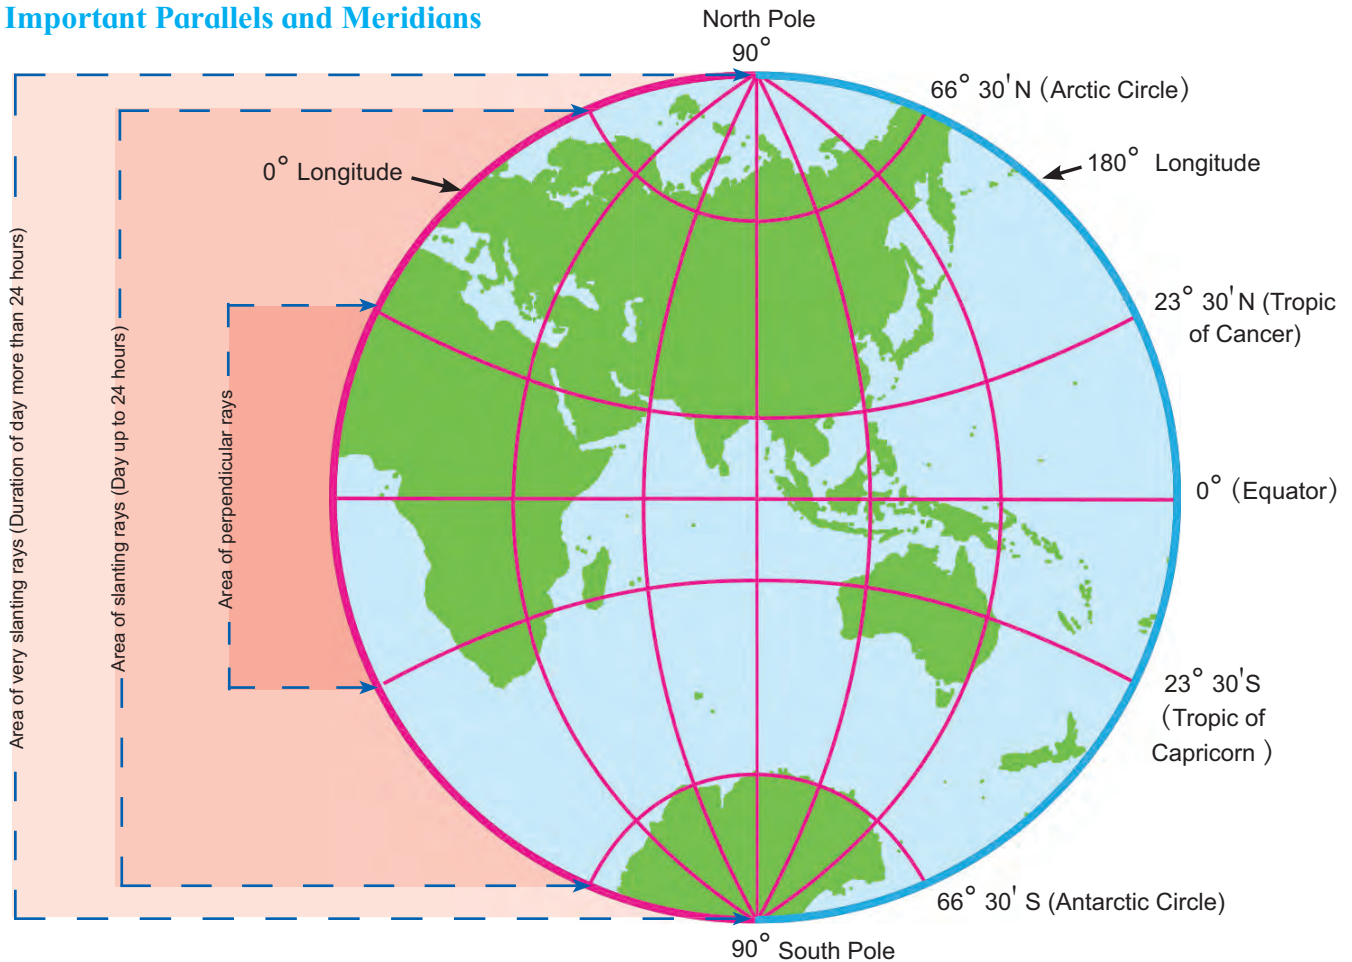 Important Parallels and Meridians
North Pole
90°
66° 30'N (Arctic Circle)
0° Longitude
180° Longitude
23° 30'N (Tropic
of Cancer)
0° (Equator)
23° 30'S
(Tropic of
Capricorn )
66° 30' S (Antarctic Circle)
90° South Pole
Area of very slanting rays (Duration of day more than 24 hours)
Area of slanting rays (Day up to 24 hours)
Area of perpendicular rays